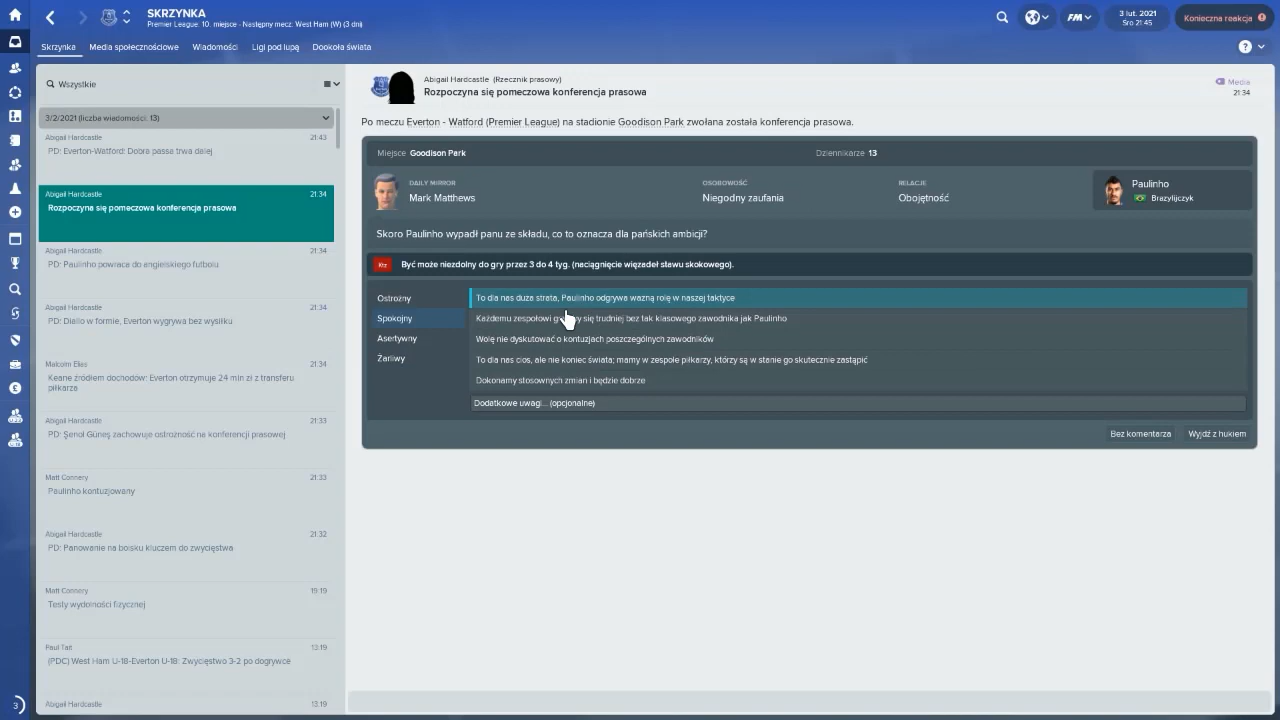 SKRZYNKA
Premier League: 10. miejsce - Następny mecz: West Ham (W) (3 dni)
FM
3 lut. 2021
Śro 21:45
Konieczna reakcja
Skrzynka
Media społecznościowe
Wiadomości
Ligi pod lupą
Dookoła świata
?
Wszystkie
3/2/2021 (liczba wiadomości: 13)
Abigail Hardcastle 21:43
PD: Everton-Watford: Dobra passa trwa dalej
Abigail Hardcastle 21:34
Rozpoczyna się pomeczowa konferencja prasowa
Abigail Hardcastle 21:34
PD: Paulinho powraca do angielskiego futbolu
Abigail Hardcastle 21:34
PD: Diallo w formie, Everton wygrywa bez wysiłku
Malcolm Elias 21:34
Keane źródłem dochodów: Everton otrzymuje 24 mln zł z transferu
piłkarza
Abigail Hardcastle 21:33
PD: Şenol Güneş zachowuje ostrożność na konferencji prasowej
Matt Connery 21:33
Paulinho kontuzjowany
Abigail Hardcastle 21:32
PD: Panowanie na boisku kluczem do zwycięstwa
Matt Connery 19:19
Testy wydolności fizycznej
Paul Tait 13:19
(PDC) West Ham U-18-Everton U-18: Zwycięstwo 3-2 po dogrywce
Abigail Hardcastle 13:19
3
Abigail Hardcastle (Rzecznik prasowy)
Rozpoczyna się pomeczowa konferencja prasowa
Media
21:34
Po meczu Everton - Watford (Premier League) na stadionie Goodison Park zwołana została konferencja prasowa.
Miejsce Goodison Park
Dziennikarze 13
DAILY MIRROR
Mark Matthews
OSOBOWOŚĆ
Niegodny zaufania
RELACJE
Obojętność
Paulinho
Brazylijczyk
Skoro Paulinho wypadł panu ze składu, co to oznacza dla pańskich ambicji?
Ktz Być może niezdolny do gry przez 3 do 4 tyg. (naciągnięcie więzadeł stawu skokowego).
Ostrożny
Spokojny
Asertywny
Żarliwy
To dla nas duża strata, Paulinho odgrywa ważną rolę w naszej taktyce
Każdemu zespołowi się trudniej bez tak klasowego zawodnika jak Paulinho
Wolę nie dyskutować o kontuzjach poszczególnych zawodników
To dla nas cios, ale nie koniec świata; mamy w zespole piłkarzy, którzy są w stanie go skutecznie zastąpić
Dokonamy stosownych zmian i będzie dobrze
Dodatkowe uwagi... (opcjonalne)
Bez komentarza
Wyjdź z hukiem